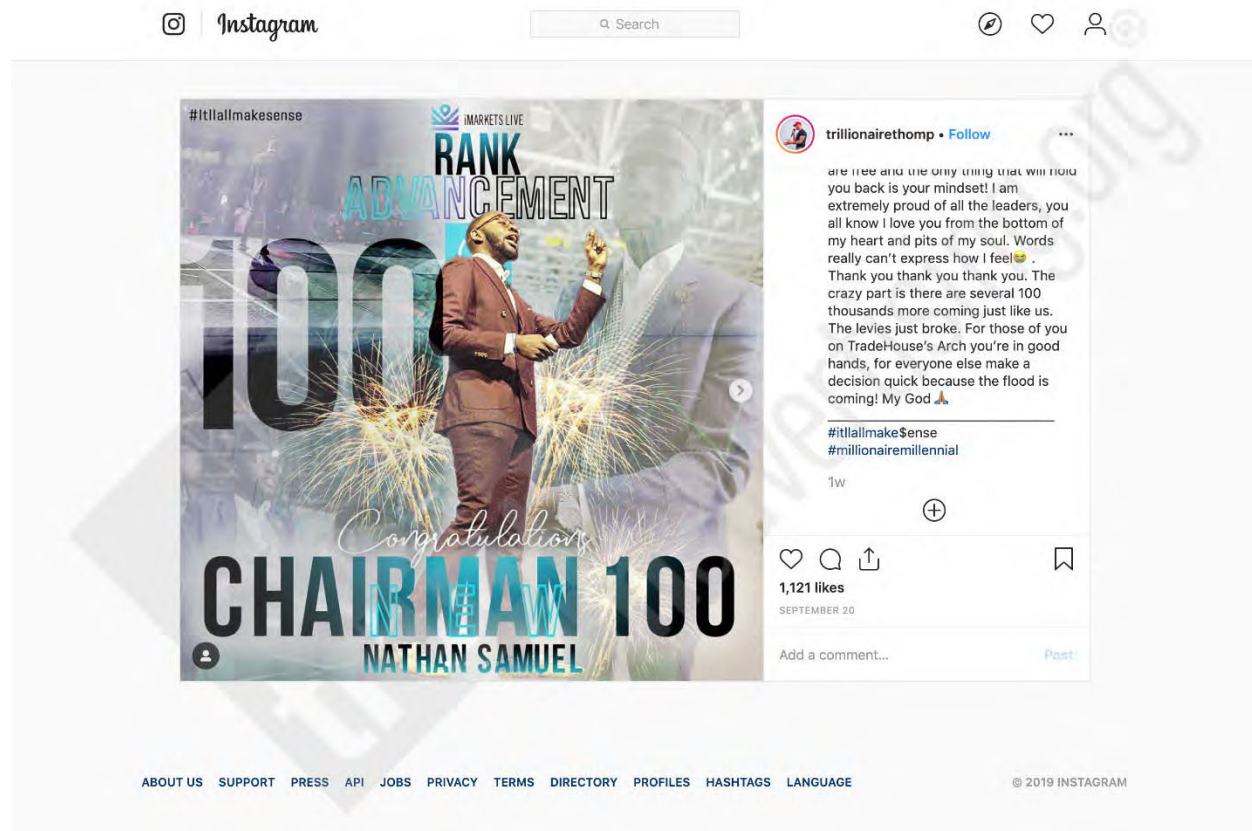 Instagram
Search
#Itllallmakesense
iMARKETS LIVE
RANK
ADVANCEMENT
100
Congratulations
CHAIRMAN 100
NEW
NATHAN SAMUEL
trillionairethomp • Follow
are free and the only thing that will hold
you back is your mindset! I am
extremely proud of all the leaders, you
all know I love you from the bottom of
my heart and pits of my soul. Words
really can't express how I feel😭 .
Thank you thank you thank you. The
crazy part is there are several 100
thousands more coming just like us.
The levies just broke. For those of you
on TradeHouse's Arch you're in good
hands, for everyone else make a
decision quick because the flood is
coming! My God 🙏🏽
#itllallmake$ense
#millionairemillennial
1w
1,121 likes
SEPTEMBER 20
Add a comment... Post
ABOUT US SUPPORT PRESS API JOBS PRIVACY TERMS DIRECTORY PROFILES HASHTAGS LANGUAGE © 2019 INSTAGRAM